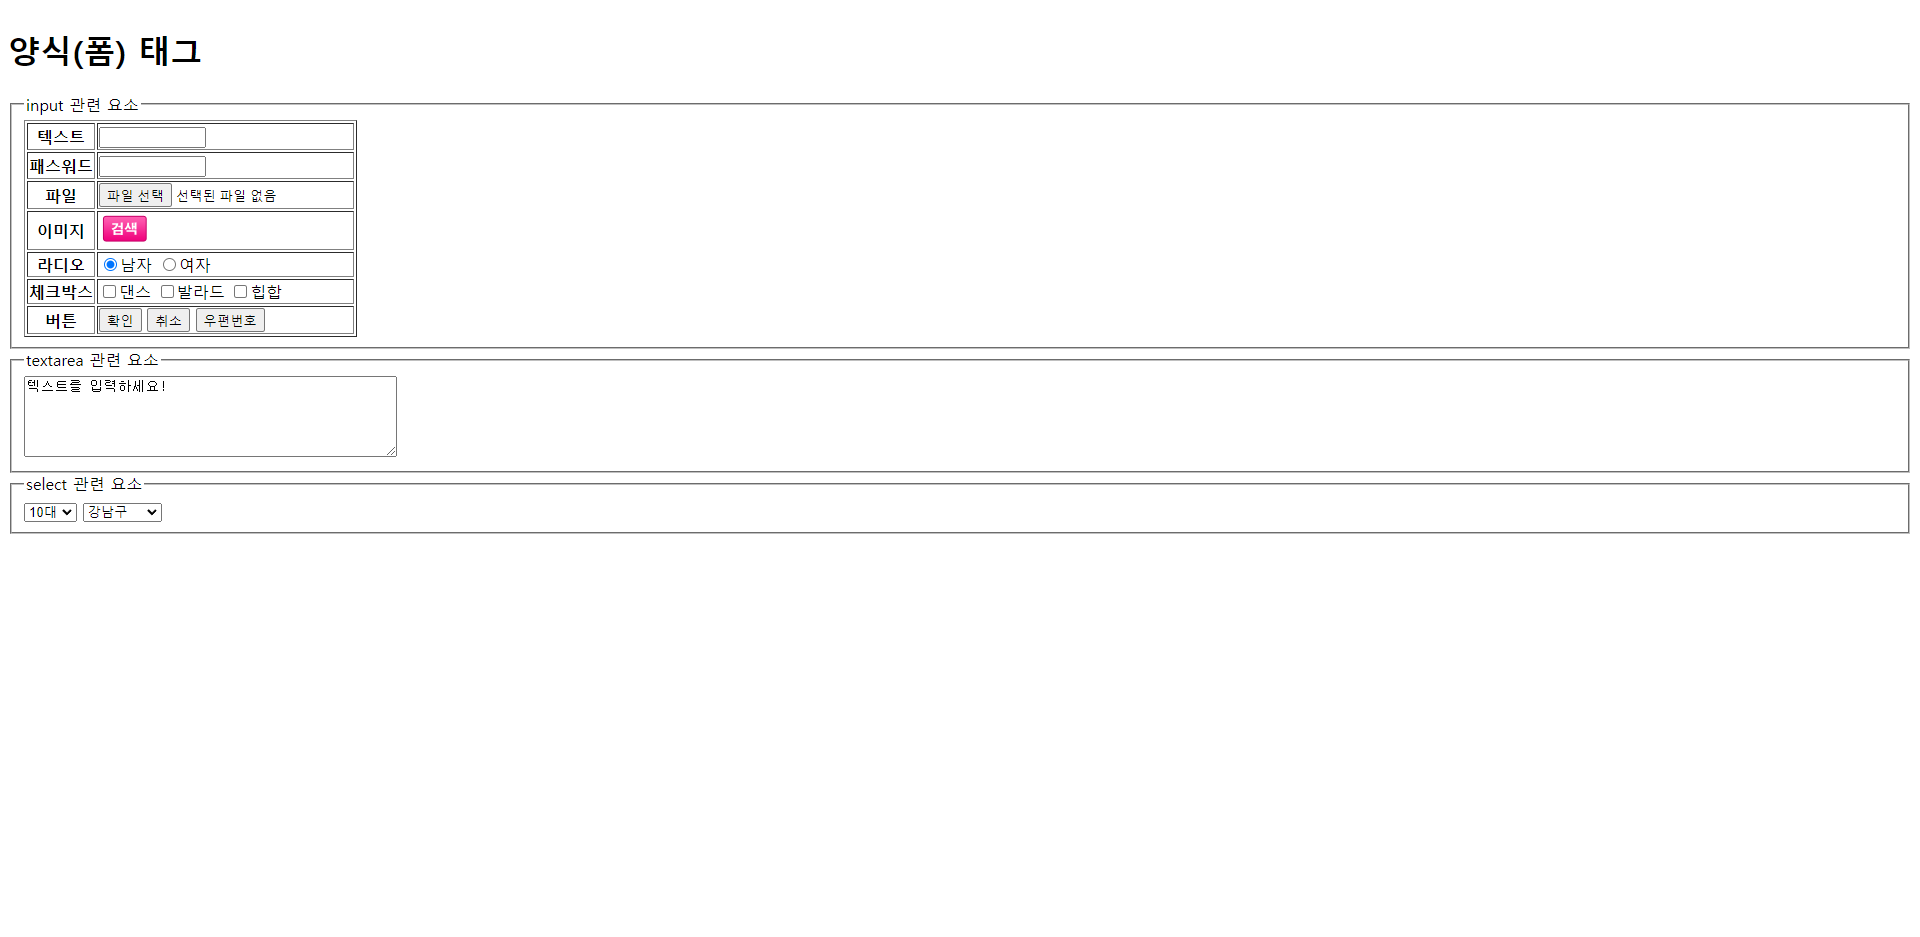 양식(폼) 태그
input 관련 요소
텍스트
패스워드
파일 파일 선택 선택된 파일 없음
이미지 검색
라디오 남자 여자
체크박스 댄스 발라드 힙합
버튼 확인 취소 우편번호
textarea 관련 요소
텍스트를 입력하세요!
select 관련 요소
10대 강남구